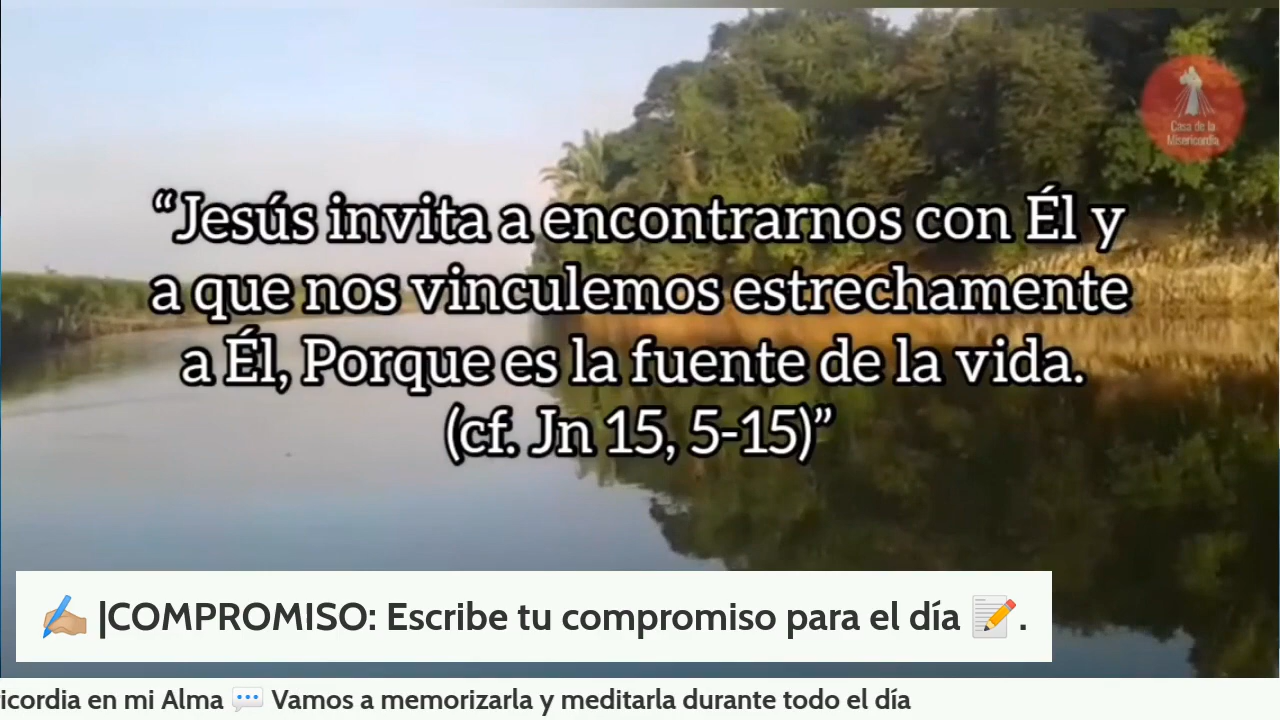 Casa de la
Misericordia
“Jesús invita a encontrarnos con Él y
a que nos vinculemos estrechamente
a Él, Porque es la fuente de la vida.
(cf. Jn 15, 5-15)”
✍🏼 |COMPROMISO: Escribe tu compromiso para el día 📝.
icordia en mi Alma 💬 Vamos a memorizarla y meditarla durante todo el día